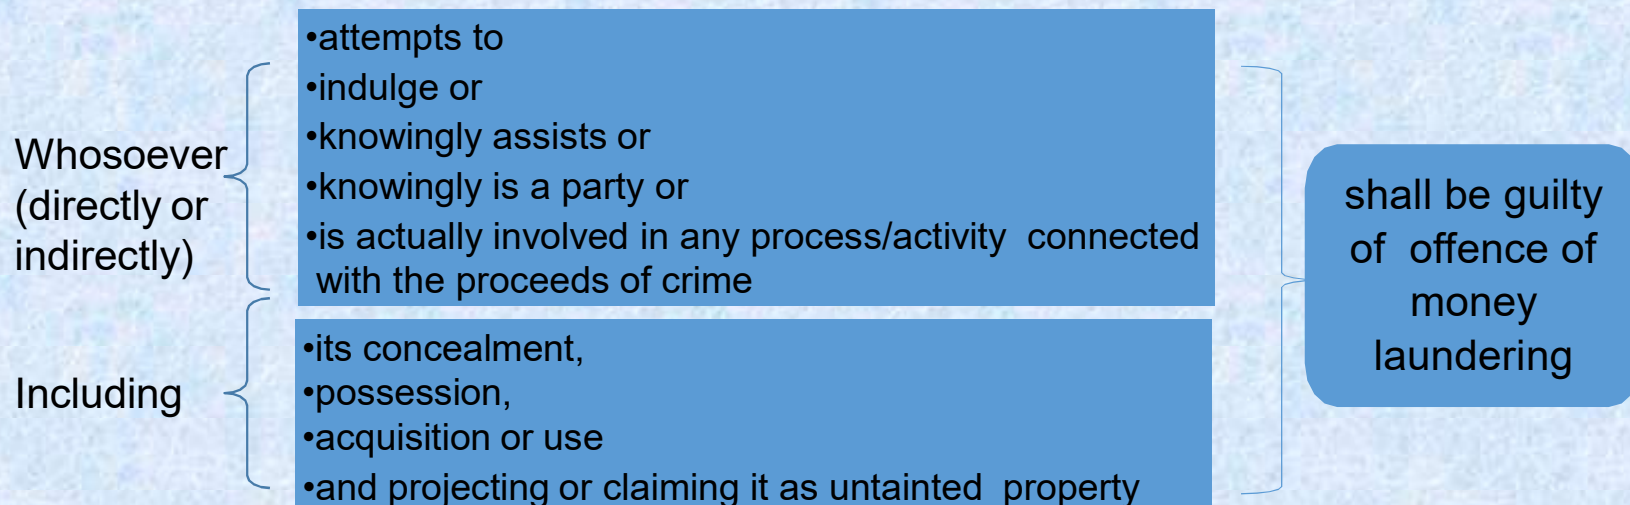 Whosoever
(directly or
indirectly)
•attempts to
•indulge or
•knowingly assists or
•knowingly is a party or
•is actually involved in any process/activity connected
with the proceeds of crime
Including
•its concealment,
•possession,
•acquisition or use
•and projecting or claiming it as untainted property
shall be guilty
of offence of
money
laundering